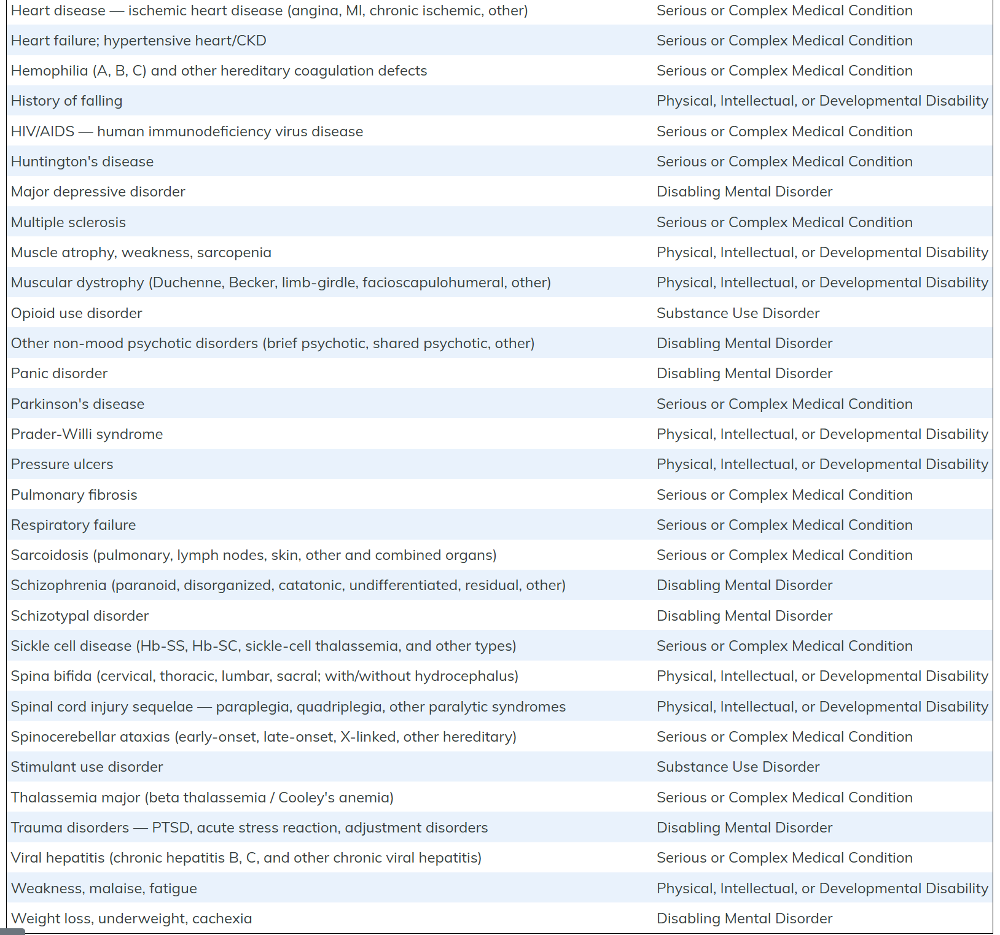 Heart disease — ischemic heart disease (angina, MI, chronic ischemic, other) Serious or Complex Medical Condition
Heart failure; hypertensive heart/CKD Serious or Complex Medical Condition
Hemophilia (A, B, C) and other hereditary coagulation defects Serious or Complex Medical Condition
History of falling Physical, Intellectual, or Developmental Disability
HIV/AIDS — human immunodeficiency virus disease Serious or Complex Medical Condition
Huntington's disease Serious or Complex Medical Condition
Major depressive disorder Disabling Mental Disorder
Multiple sclerosis Serious or Complex Medical Condition
Muscle atrophy, weakness, sarcopenia Physical, Intellectual, or Developmental Disability
Muscular dystrophy (Duchenne, Becker, limb-girdle, facioscapulohumeral, other) Physical, Intellectual, or Developmental Disability
Opioid use disorder Substance Use Disorder
Other non-mood psychotic disorders (brief psychotic, shared psychotic, other) Disabling Mental Disorder
Panic disorder Disabling Mental Disorder
Parkinson's disease Serious or Complex Medical Condition
Prader-Willi syndrome Physical, Intellectual, or Developmental Disability
Pressure ulcers Physical, Intellectual, or Developmental Disability
Pulmonary fibrosis Serious or Complex Medical Condition
Respiratory failure Serious or Complex Medical Condition
Sarcoidosis (pulmonary, lymph nodes, skin, other and combined organs) Serious or Complex Medical Condition
Schizophrenia (paranoid, disorganized, catatonic, undifferentiated, residual, other) Disabling Mental Disorder
Schizotypal disorder Disabling Mental Disorder
Sickle cell disease (Hb-SS, Hb-SC, sickle-cell thalassemia, and other types) Serious or Complex Medical Condition
Spina bifida (cervical, thoracic, lumbar, sacral; with/without hydrocephalus) Physical, Intellectual, or Developmental Disability
Spinal cord injury sequelae — paraplegia, quadriplegia, other paralytic syndromes Physical, Intellectual, or Developmental Disability
Spinocerebellar ataxias (early-onset, late-onset, X-linked, other hereditary) Serious or Complex Medical Condition
Stimulant use disorder Substance Use Disorder
Thalassemia major (beta thalassemia / Cooley's anemia) Serious or Complex Medical Condition
Trauma disorders — PTSD, acute stress reaction, adjustment disorders Disabling Mental Disorder
Viral hepatitis (chronic hepatitis B, C, and other chronic viral hepatitis) Serious or Complex Medical Condition
Weakness, malaise, fatigue Physical, Intellectual, or Developmental Disability
Weight loss, underweight, cachexia Disabling Mental Disorder